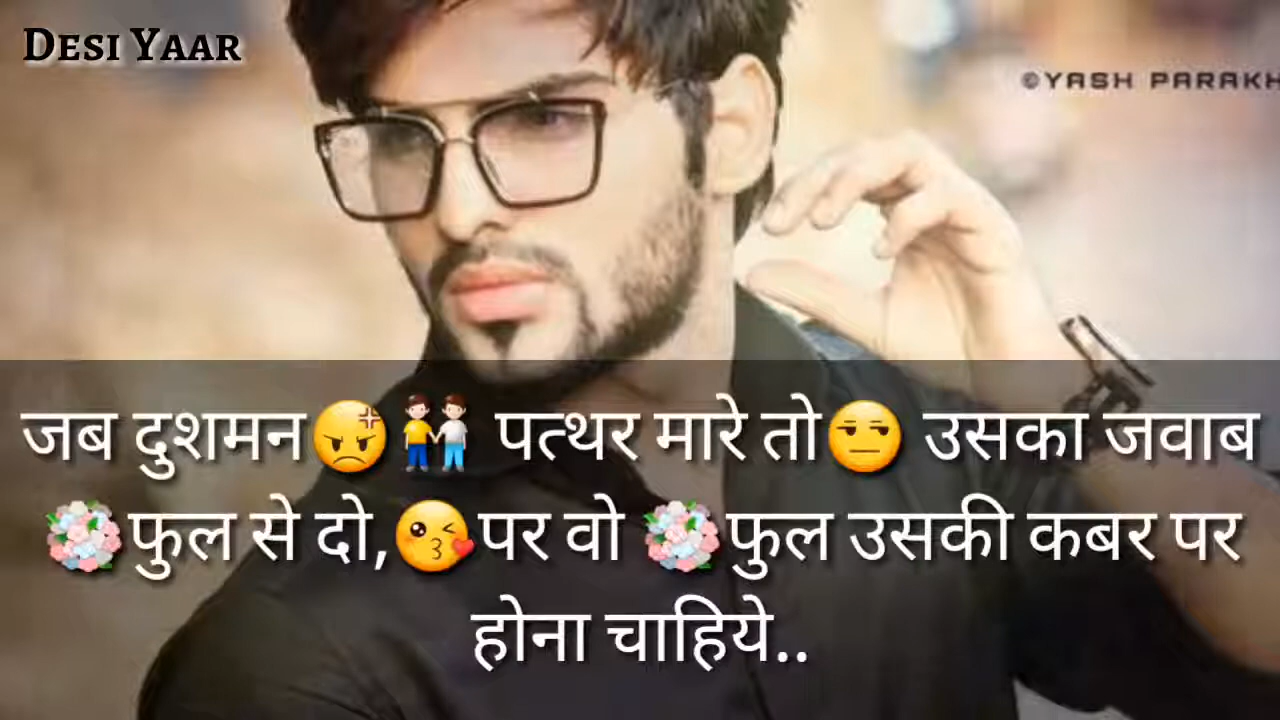 Desi Yaar
©YASH PARAKH
जब दुशमन😡👬 पत्थर मारे तो😒 उसका जवाब
💐फुल से दो,😘पर वो 💐फुल उसकी कबर पर
होना चाहिये..